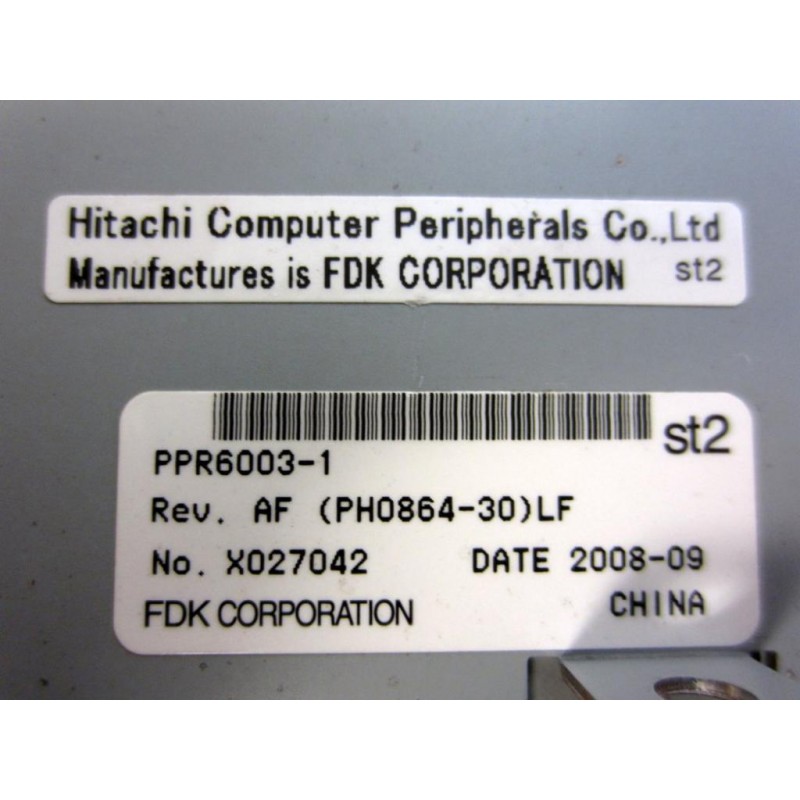 Hitachi Computer Peripherals Co.,Ltd
Manufactures is FDK CORPORATION st2
st2
PPR6003-1
Rev. AF (PH0864-30)LF
No. X027042 DATE 2008-09
FDK CORPORATION CHINA